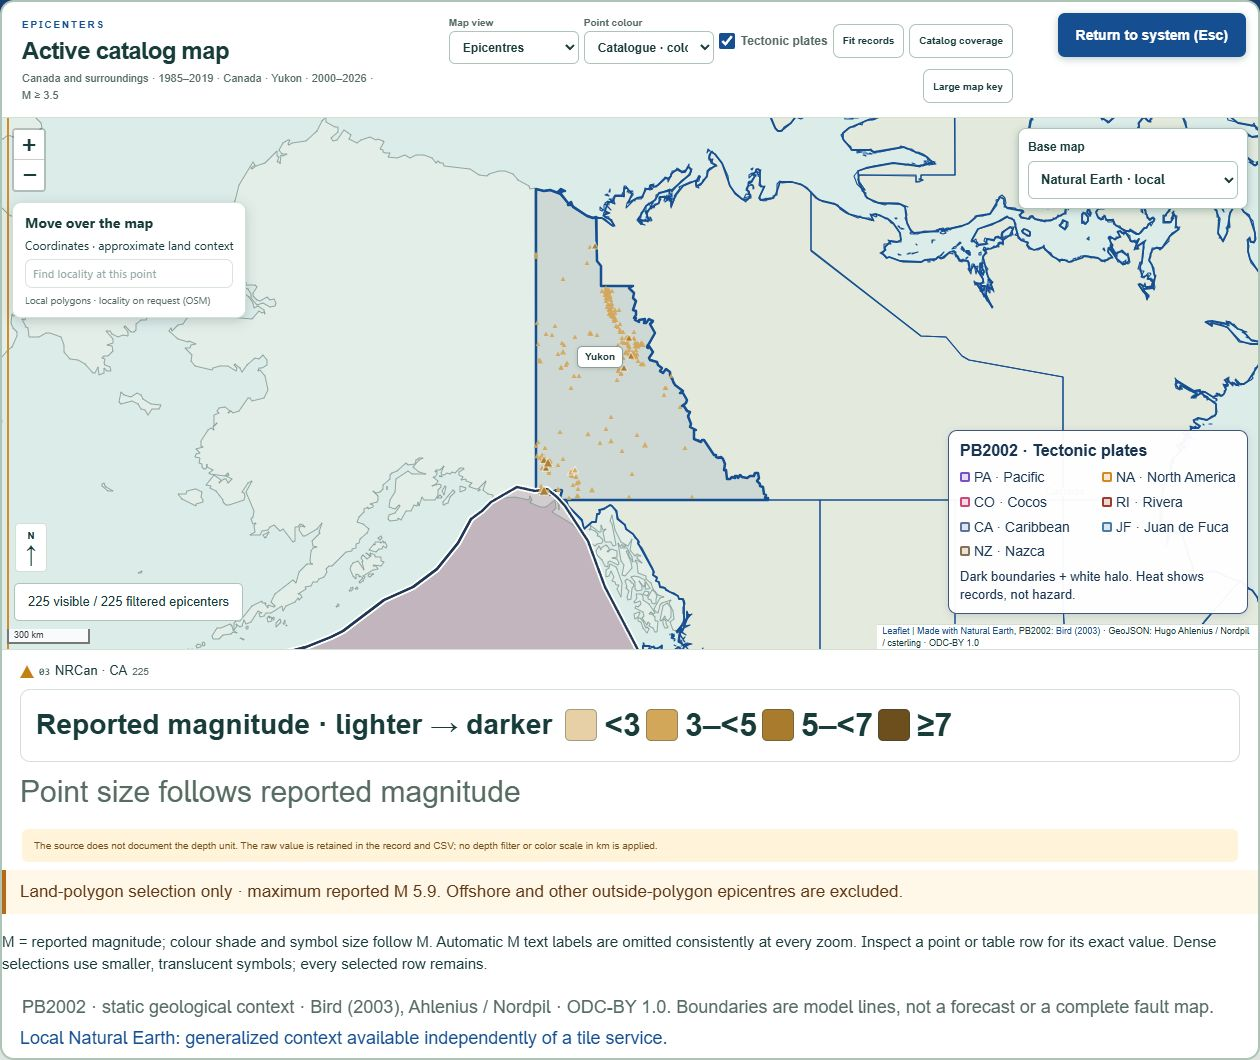 EPICENTERS
Active catalog map
Canada and surroundings · 1985–2019 · Canada · Yukon · 2000–2026 ·
M ≥ 3.5
Map view
Epicentres
Point colour
Catalogue · colo
Tectonic plates
Fit records
Catalog coverage
Large map key
Return to system (Esc)
+
−
Base map
Natural Earth · local
Move over the map
Coordinates · approximate land context
Find locality at this point
Local polygons · locality on request (OSM)
Yukon
PB2002 · Tectonic plates
PA · Pacific
NA · North America
CO · Cocos
RI · Rivera
CA · Caribbean
JF · Juan de Fuca
NZ · Nazca
Dark boundaries + white halo. Heat shows
records, not hazard.
N
225 visible / 225 filtered epicenters
300 km
Leaflet | Made with Natural Earth, PB2002: Bird (2003) · GeoJSON: Hugo Ahlenius / Nordpil
/ csterling · ODC-BY 1.0
03 NRCan · CA 225
Reported magnitude · lighter → darker <3 3–<5 5–<7 ≥7
Point size follows reported magnitude
The source does not document the depth unit. The raw value is retained in the record and CSV; no depth filter or color scale in km is applied.
Land-polygon selection only · maximum reported M 5.9. Offshore and other outside-polygon epicentres are excluded.
M = reported magnitude; colour shade and symbol size follow M. Automatic M text labels are omitted consistently at every zoom. Inspect a point or table row for its exact value. Dense
selections use smaller, translucent symbols; every selected row remains.
PB2002 · static geological context · Bird (2003), Ahlenius / Nordpil · ODC-BY 1.0. Boundaries are model lines, not a forecast or a complete fault map.
Local Natural Earth: generalized context available independently of a tile service.